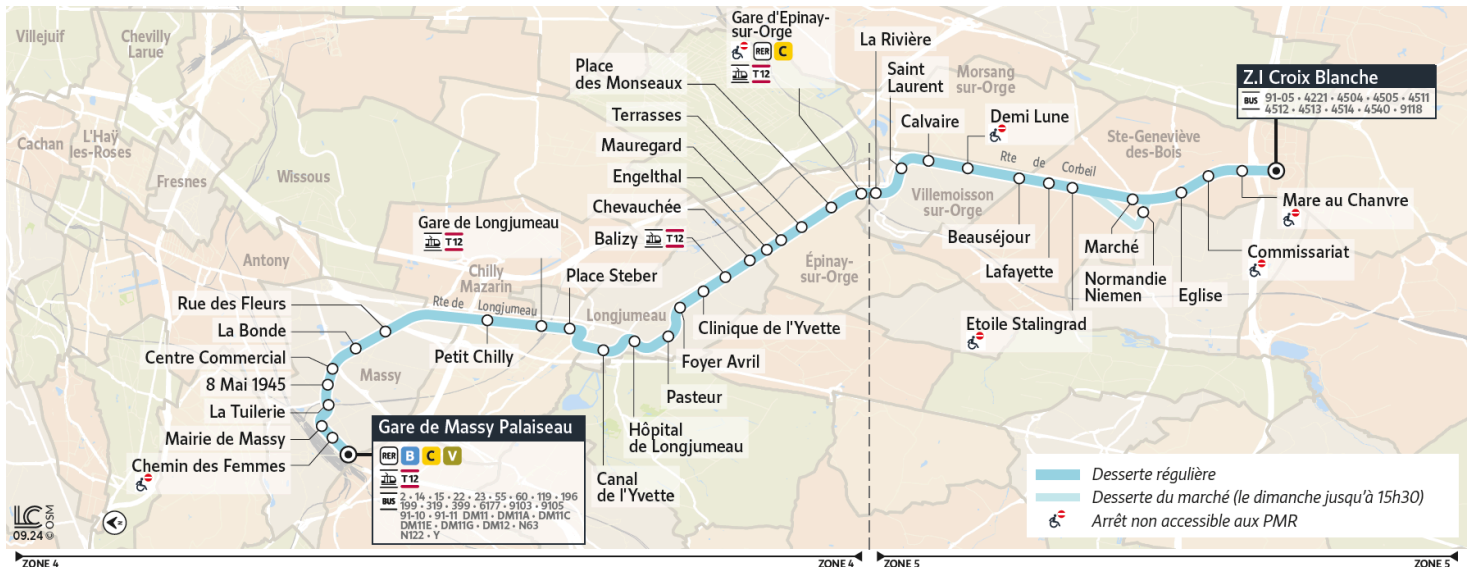 Villejuif
Chevilly
Larue
L'Haÿ
les-Roses
Cachan
Fresnes
Wissous
Antony
Massy
Chilly
Mazarin
Longjumeau
Épinay-
sur-Orge
Morsang
sur-Orge
Villemoisson
sur-Orge
Ste-Geneviève
des-Bois
Rte de Longjumeau
Rte de Corbeil
Gare de Massy Palaiseau
RER B C V
T12
BUS
2 • 14 • 15 • 22 • 23 • 55 • 60 • 119 • 196
199 • 319 • 399 • 6177 • 9103 • 9105
91-10 • 91-11 DM11 • DM11A • DM11C
DM11E • DM11G • DM12 • N63
N122 • Y
Chemin des Femmes
Mairie de Massy
La Tuilerie
8 Mai 1945
Centre Commercial
La Bonde
Rue des Fleurs
Petit Chilly
Gare de Longjumeau
T12
Place Steber
Canal
de l'Yvette
Hôpital
de Longjumeau
Pasteur
Foyer Avril
Clinique de l'Yvette
Balizy T12
Chevauchée
Engelthal
Mauregard
Terrasses
Place
des Monseaux
Gare d'Epinay-
sur-Orge
RER C
T12
La Rivière
Saint
Laurent
Calvaire
Demi Lune
Beauséjour
Lafayette
Etoile Stalingrad
Marché
Normandie
Niemen
Eglise
Commissariat
Mare au Chanvre
Z.I Croix Blanche
BUS
91-05 • 4221 • 4504 • 4505 • 4511
4512 • 4513 • 4514 • 4540 • 9118
Desserte régulière
Desserte du marché (le dimanche jusqu'à 15h30)
Arrêt non accessible aux PMR
LC
09.24 © OSM
ZONE 4
ZONE 4
ZONE 5
ZONE 5